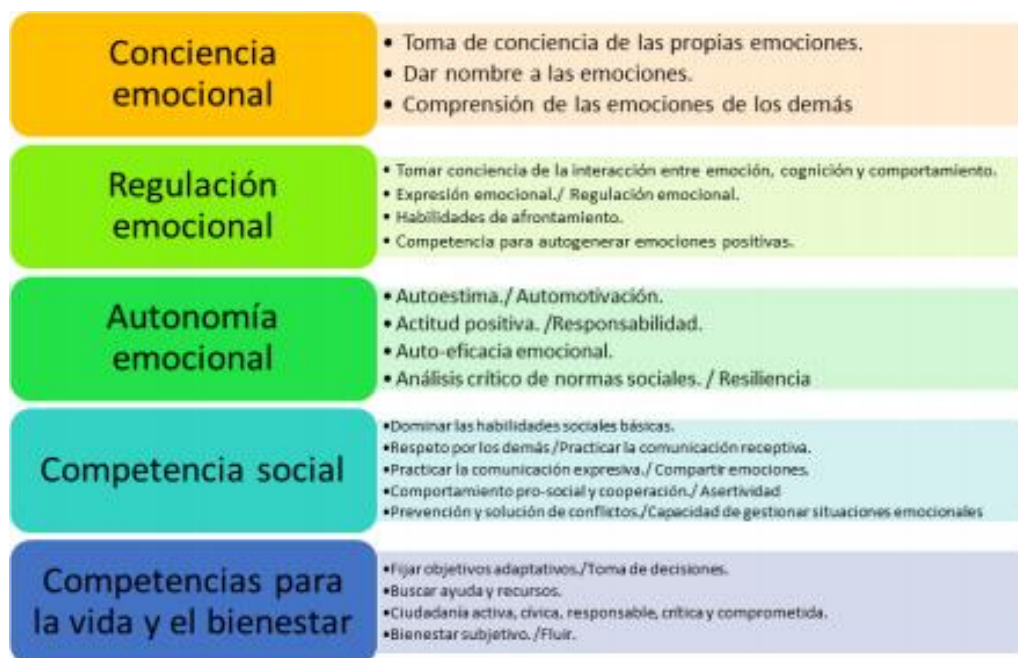 Conciencia
emocional
• Toma de conciencia de las propias emociones.
• Dar nombre a las emociones.
• Comprensión de las emociones de los demás
Regulación
emocional
• Tomar conciencia de la interacción entre emoción, cognición y comportamiento.
• Expresión emocional./ Regulación emocional.
• Habilidades de afrontamiento.
• Competencia para autogenerar emociones positivas.
Autonomía
emocional
• Autoestima./ Automotivación.
• Actitud positiva. /Responsabilidad.
• Auto-eficacia emocional.
• Análisis crítico de normas sociales. / Resiliencia
Competencia social
•Dominar las habilidades sociales básicas.
•Respeto por los demás /Practicar la comunicación receptiva.
•Practicar la comunicación expresiva./ Compartir emociones.
•Comportamiento pro-social y cooperación./ Asertividad
•Prevención y solución de conflictos./Capacidad de gestionar situaciones emocionales
Competencias para
la vida y el bienestar
•Fijar objetivos adaptativos./Toma de decisiones.
•Buscar ayuda y recursos.
•Ciudadanía activa, cívica, responsable, crítica y comprometida.
•Bienestar subjetivo. /Fluir.